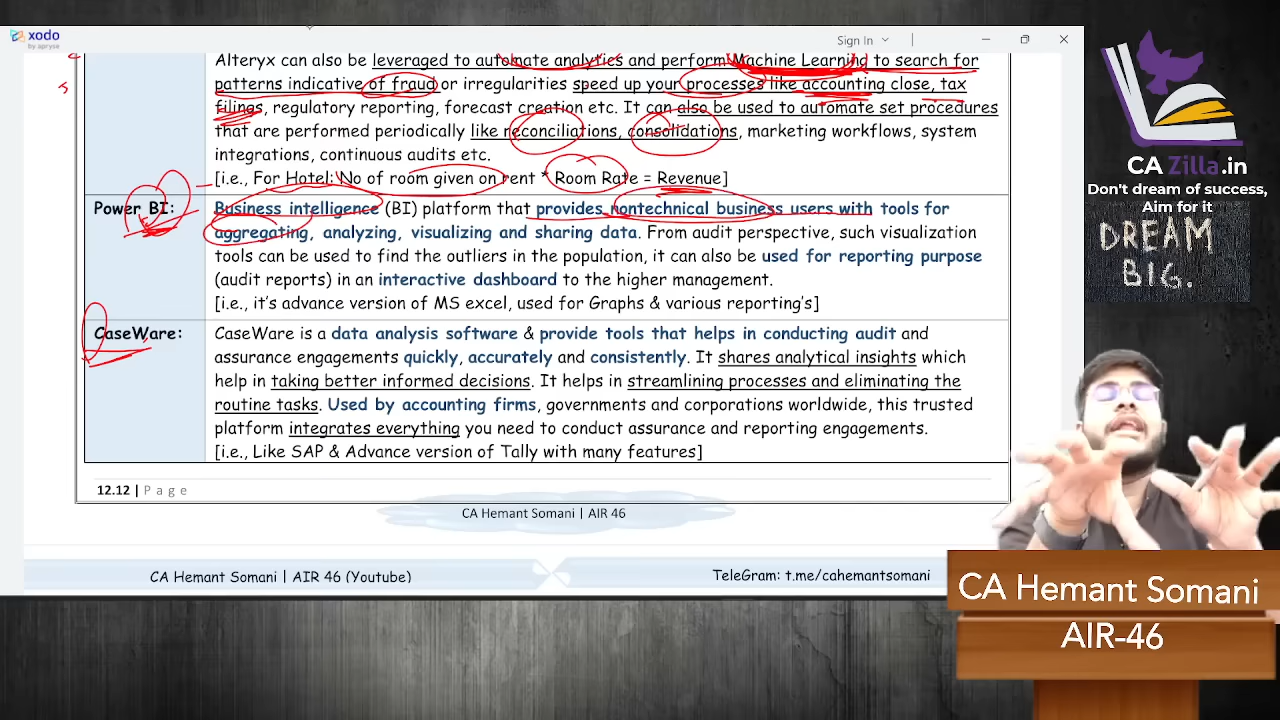 xodo
by apryse
Sign In
Alteryx can also be leveraged to automate analytics and perform Machine Learning to search for
patterns indicative of fraud or irregularities speed up your processes like accounting close, tax
filings, regulatory reporting, forecast creation etc. It can also be used to automate set procedures
that are performed periodically like reconciliations, consolidations, marketing workflows, system
integrations, continuous audits etc.
[i.e., For Hotel: No of room given on rent * Room Rate = Revenue]
Power BI:
Business intelligence (BI) platform that provides nontechnical business users with tools for
aggregating, analyzing, visualizing and sharing data. From audit perspective, such visualization
tools can be used to find the outliers in the population, it can also be used for reporting purpose
(audit reports) in an interactive dashboard to the higher management.
[i.e., it's advance version of MS excel, used for Graphs & various reporting's]
CaseWare:
CaseWare is a data analysis software & provide tools that helps in conducting audit and
assurance engagements quickly, accurately and consistently. It shares analytical insights which
help in taking better informed decisions. It helps in streamlining processes and eliminating the
routine tasks. Used by accounting firms, governments and corporations worldwide, this trusted
platform integrates everything you need to conduct assurance and reporting engagements.
[i.e., Like SAP & Advance version of Tally with many features]
12.12 | Page
CA Hemant Somani | AIR 46
CA Hemant Somani | AIR 46 (Youtube)
TeleGram: t.me/cahemantsomani
CA Zilla.in
Don't dream of success,
Aim for it
DREAM
BIG.
CA Hemant Somani
AIR-46